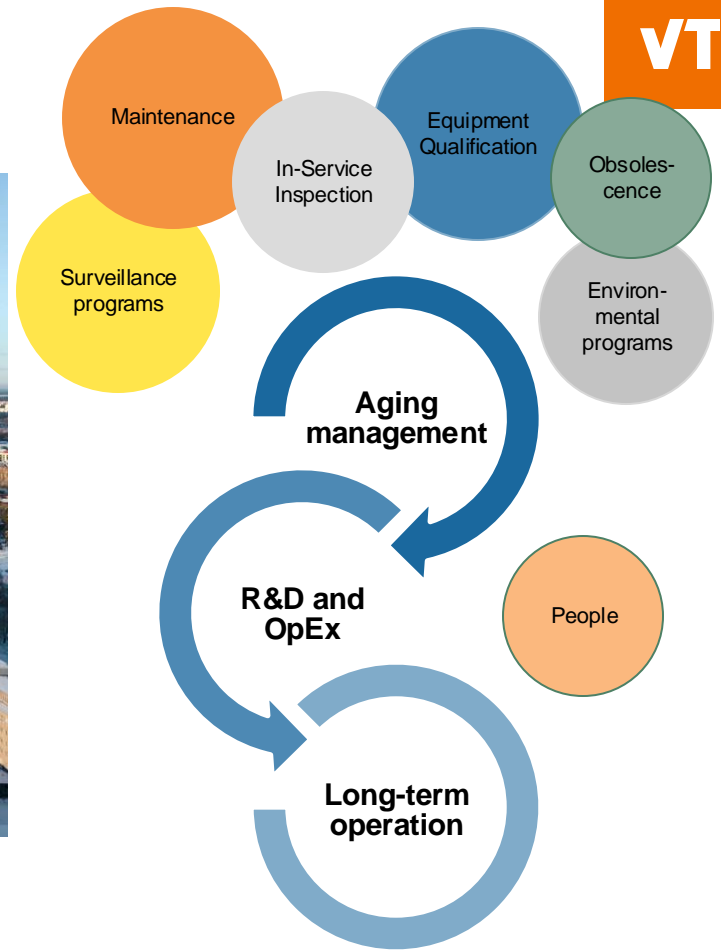 VT
Maintenance
Equipment
Qualification
In-Service
Inspection
Obsoles-
cence
Surveillance
programs
Environ-
mental
programs
Aging
management
R&D and
OpEx
People
Long-term
operation